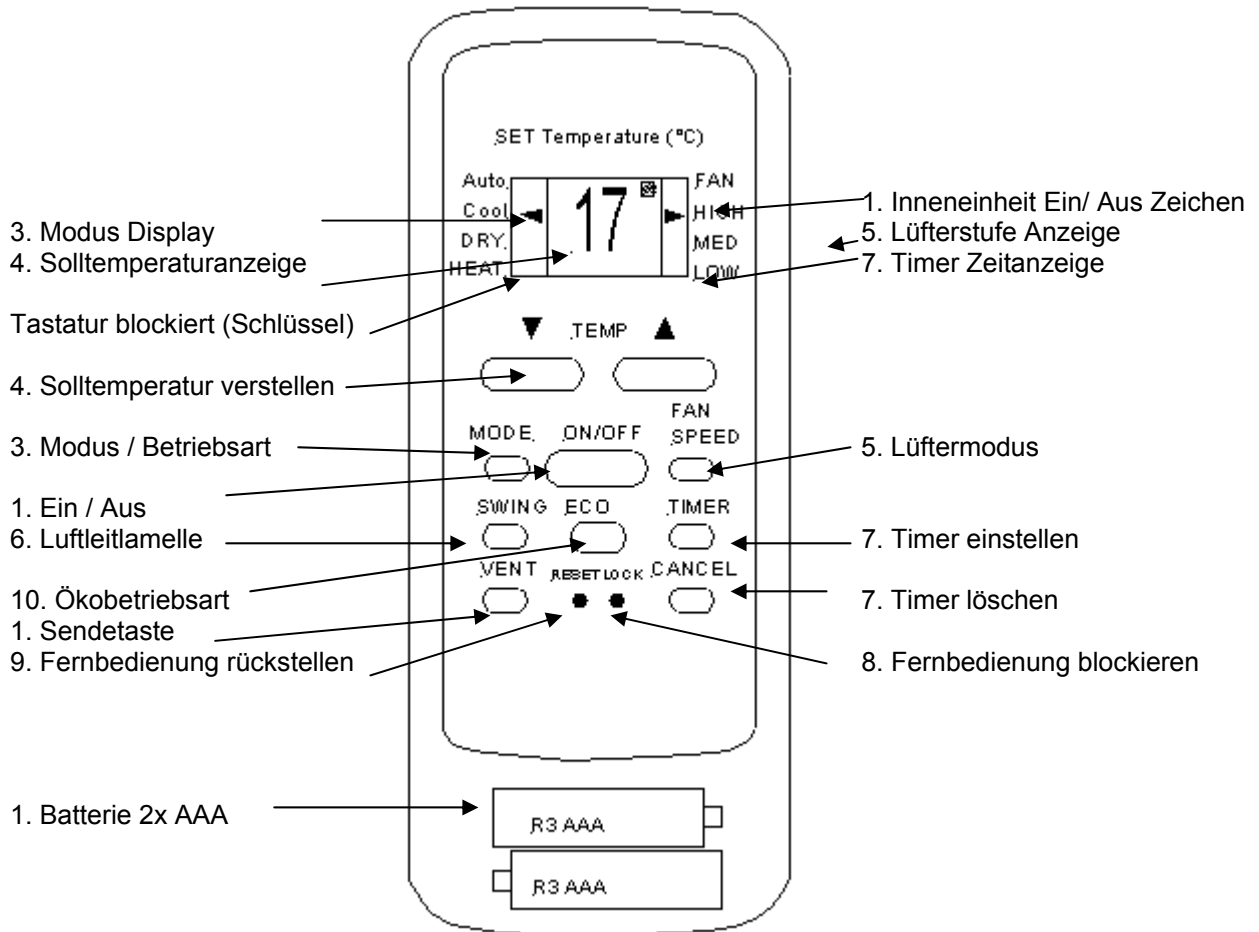 SET Temperature (°C)
Auto
Cool
DRY
HEAT
17
FAN
HIGH
MED
LOW
3. Modus Display
4. Solltemperaturanzeige
Tastatur blockiert (Schlüssel)
4. Solltemperatur verstellen
3. Modus / Betriebsart
1. Ein / Aus
6. Luftleitlamelle
10. Ökobetriebsart
1. Sendetaste
9. Fernbedienung rückstellen
1. Batterie 2x AAA
TEMP
MODE ON/OFF FAN
SPEED
SWING ECO TIMER
VENT RESET LOCK CANCEL
R3 AAA
R3 AAA
1. Inneneinheit Ein/ Aus Zeichen
5. Lüfterstufe Anzeige
7. Timer Zeitanzeige
5. Lüftermodus
7. Timer einstellen
7. Timer löschen
8. Fernbedienung blockieren